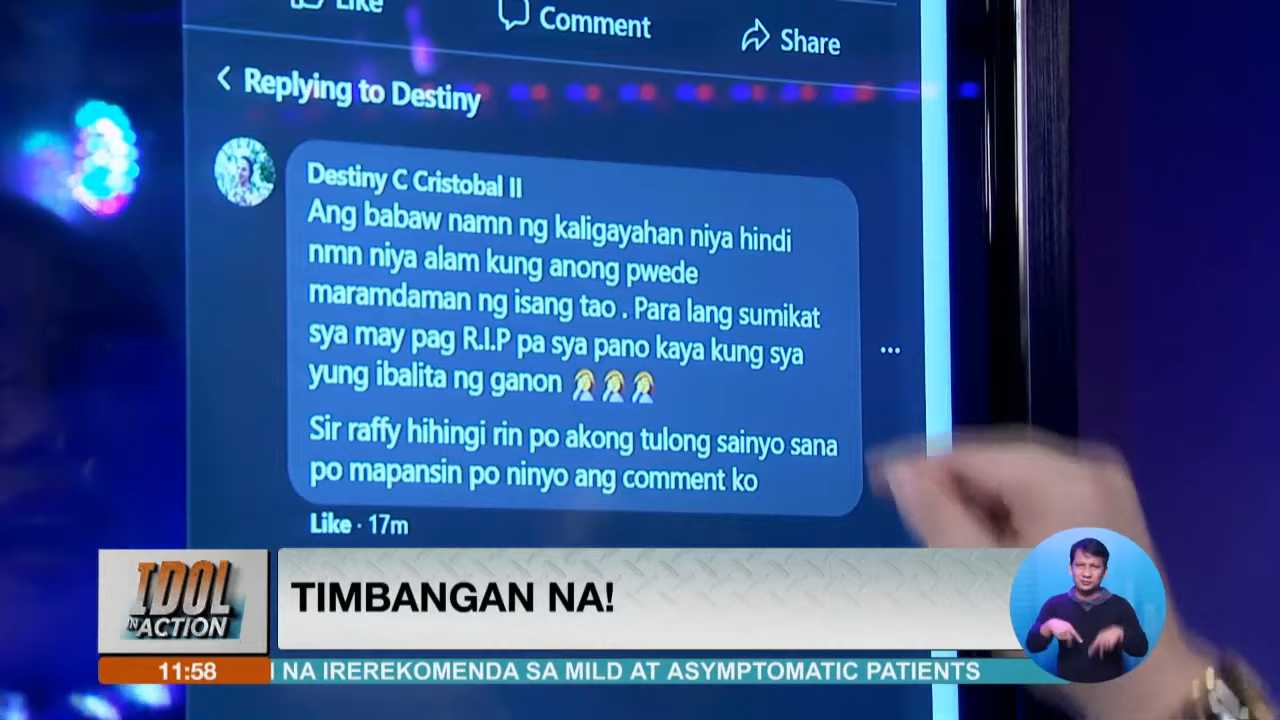 Like
Comment
Share
Replying to Destiny
Destiny C Cristobal II
Ang babaw namn ng kaligayahan niya hindi
nmn niya alam kung anong pwede
maramdaman ng isang tao . Para lang sumikat
sya may pag R.I.P pa sya pano kaya kung sya
yung ibalita ng ganon 🤦‍♀️🤦‍♀️🤦‍♀️
Sir raffy hihingi rin po akong tulong sainyo sana
po mapansin po ninyo ang comment ko
Like · 17m
IDOL
IN ACTION
TIMBANGAN NA!
11:58
NA IREREKOMENDA SA MILD AT ASYMPTOMATIC PATIENTS